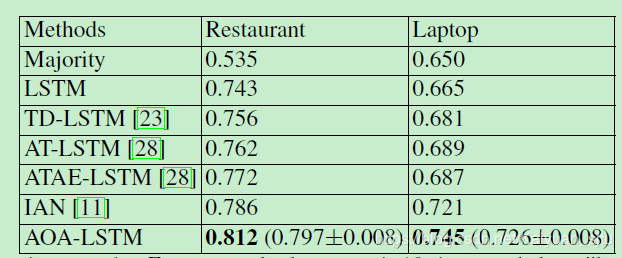 Methods Restaurant Laptop
Majority 0.535 0.650
LSTM 0.743 0.665
TD-LSTM [23] 0.756 0.681
AT-LSTM [28] 0.762 0.689
ATAE-LSTM [28] 0.772 0.687
IAN [11] 0.786 0.721
AOA-LSTM 0.812 (0.797±0.008) 0.745 (0.726±0.008)